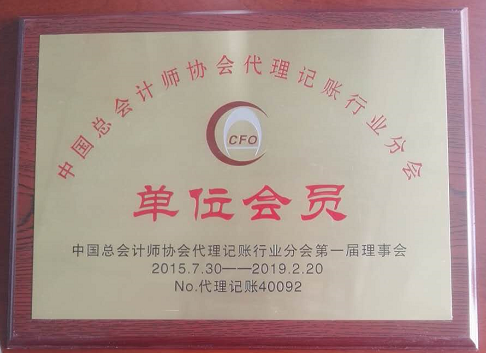 中国总会计师协会代理记账行业分会
CFO
单位会员
中国总会计师协会代理记账行业分会第一届理事会
2015.7.30——2019.2.20
No.代理记账40092